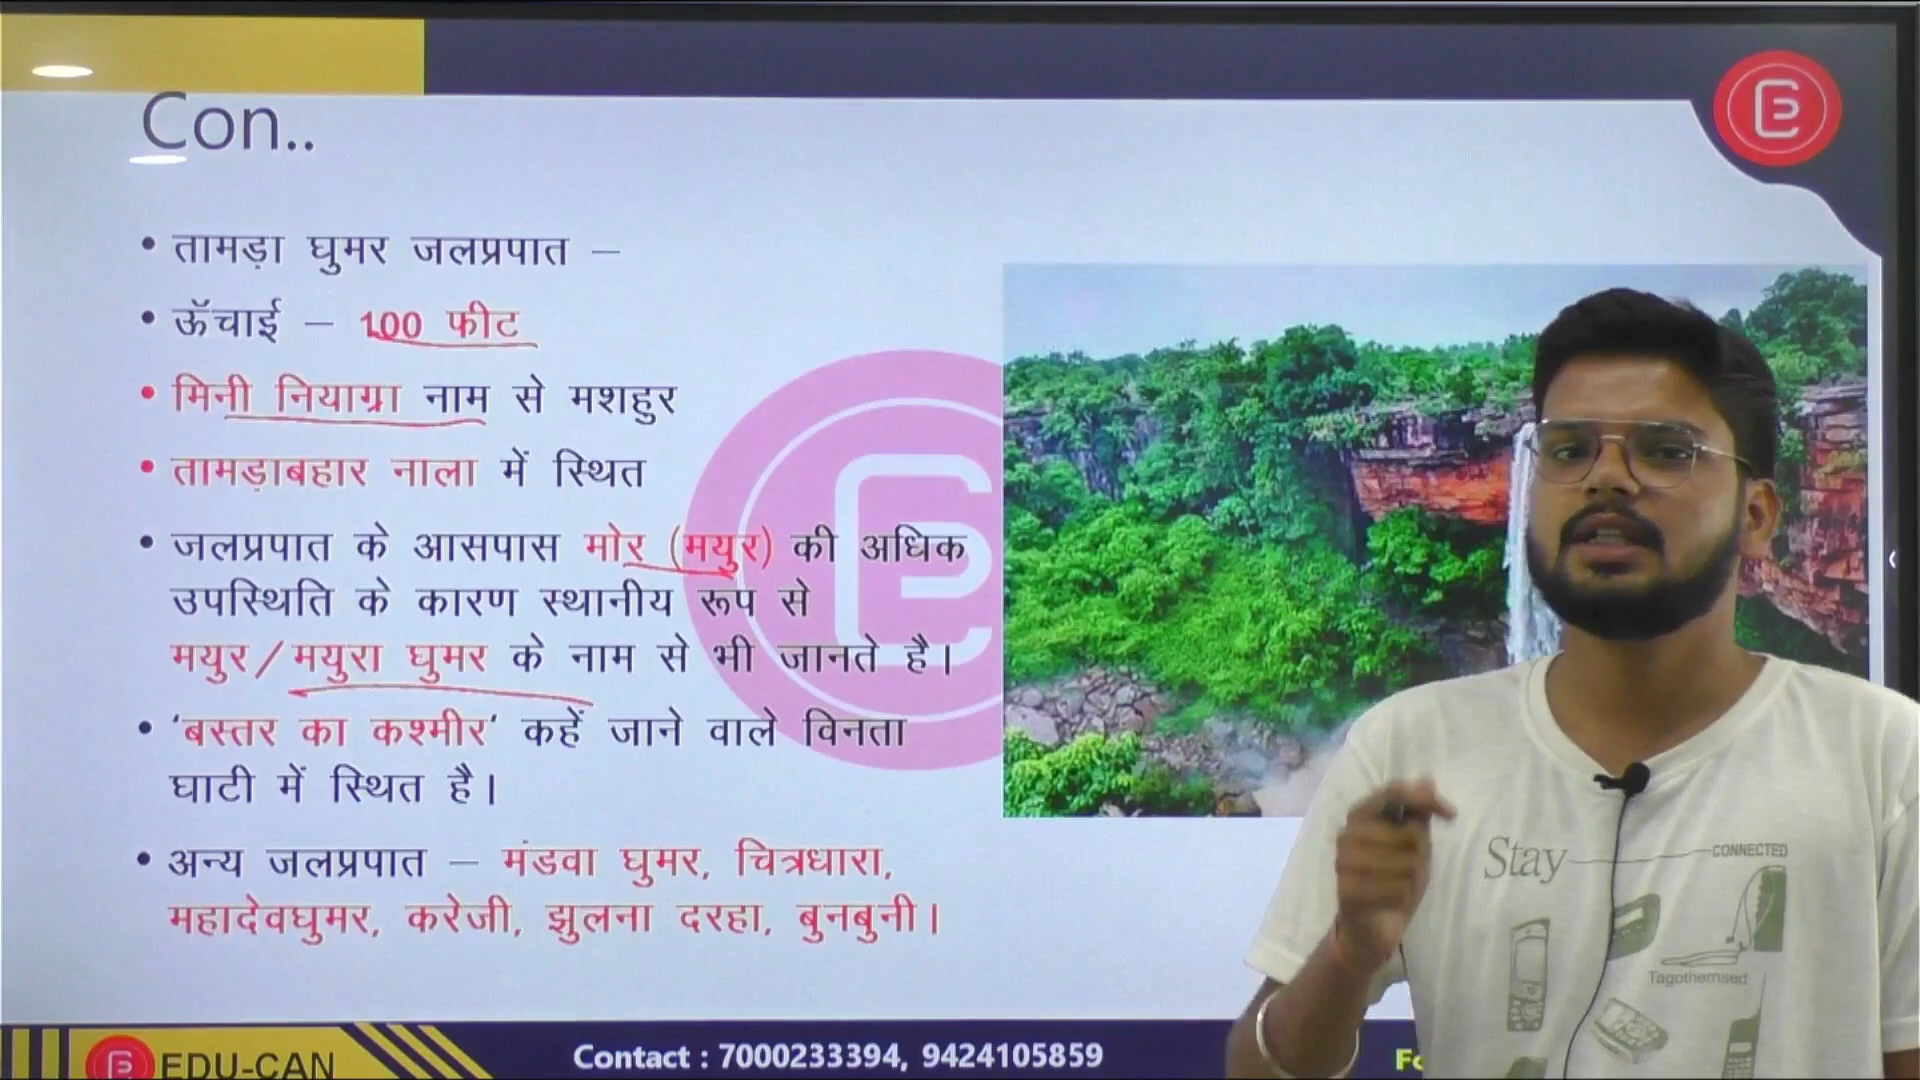 Con..
• तामड़ा घुमर जलप्रपात –
• ऊॅचाई – 100 फीट
• मिनी नियाग्रा नाम से मशहुर
• तामड़ाबहार नाला में स्थित
• जलप्रपात के आसपास मोर (मयुर) की अधिक
उपस्थिति के कारण स्थानीय रूप से
मयुर/मयुरा घुमर के नाम से भी जानते है।
• ‘बस्तर का कश्मीर‘ कहें जाने वाले विनता
घाटी में स्थित है।
• अन्य जलप्रपात – मंडवा घुमर, चित्रधारा,
महादेवघुमर, करेजी, झुलना दरहा, बुनबुनी।
Stay CONNECTED
Tagothemsed
EDU-CAN
Contact : 7000233394, 9424105859